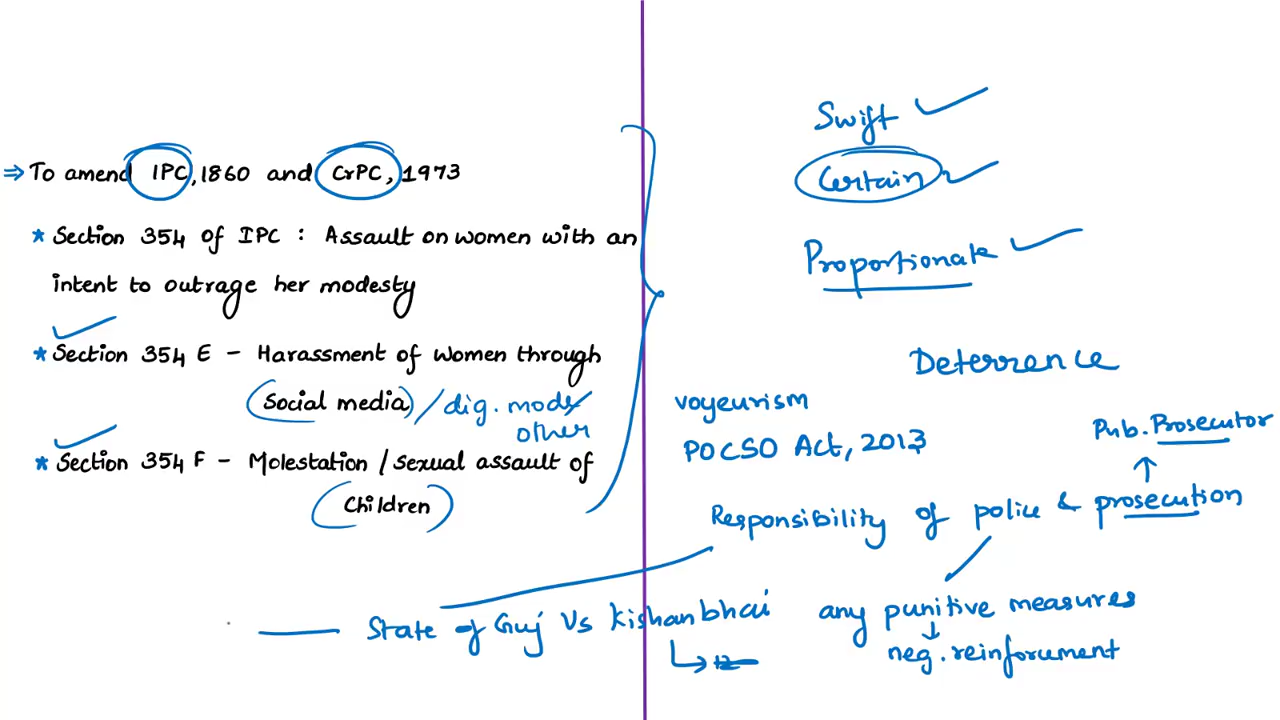 ⇒ To amend IPC, 1860 and CrPC, 1973
* Section 354 of IPC : Assault on women with an
intent to outrage her modesty
* Section 354 E - Harassment of women through
Social media / dig. mode/
other
* Section 354 F - Molestation / sexual assault of
Children
Swift
Certain
Proportionate
Deterrence
voyeurism
POCSO Act, 2013
Pub. Prosecutor
Responsibility of police & prosecution
State of Guj Vs Kishanbhai
any punitive measures
neg. reinforcement